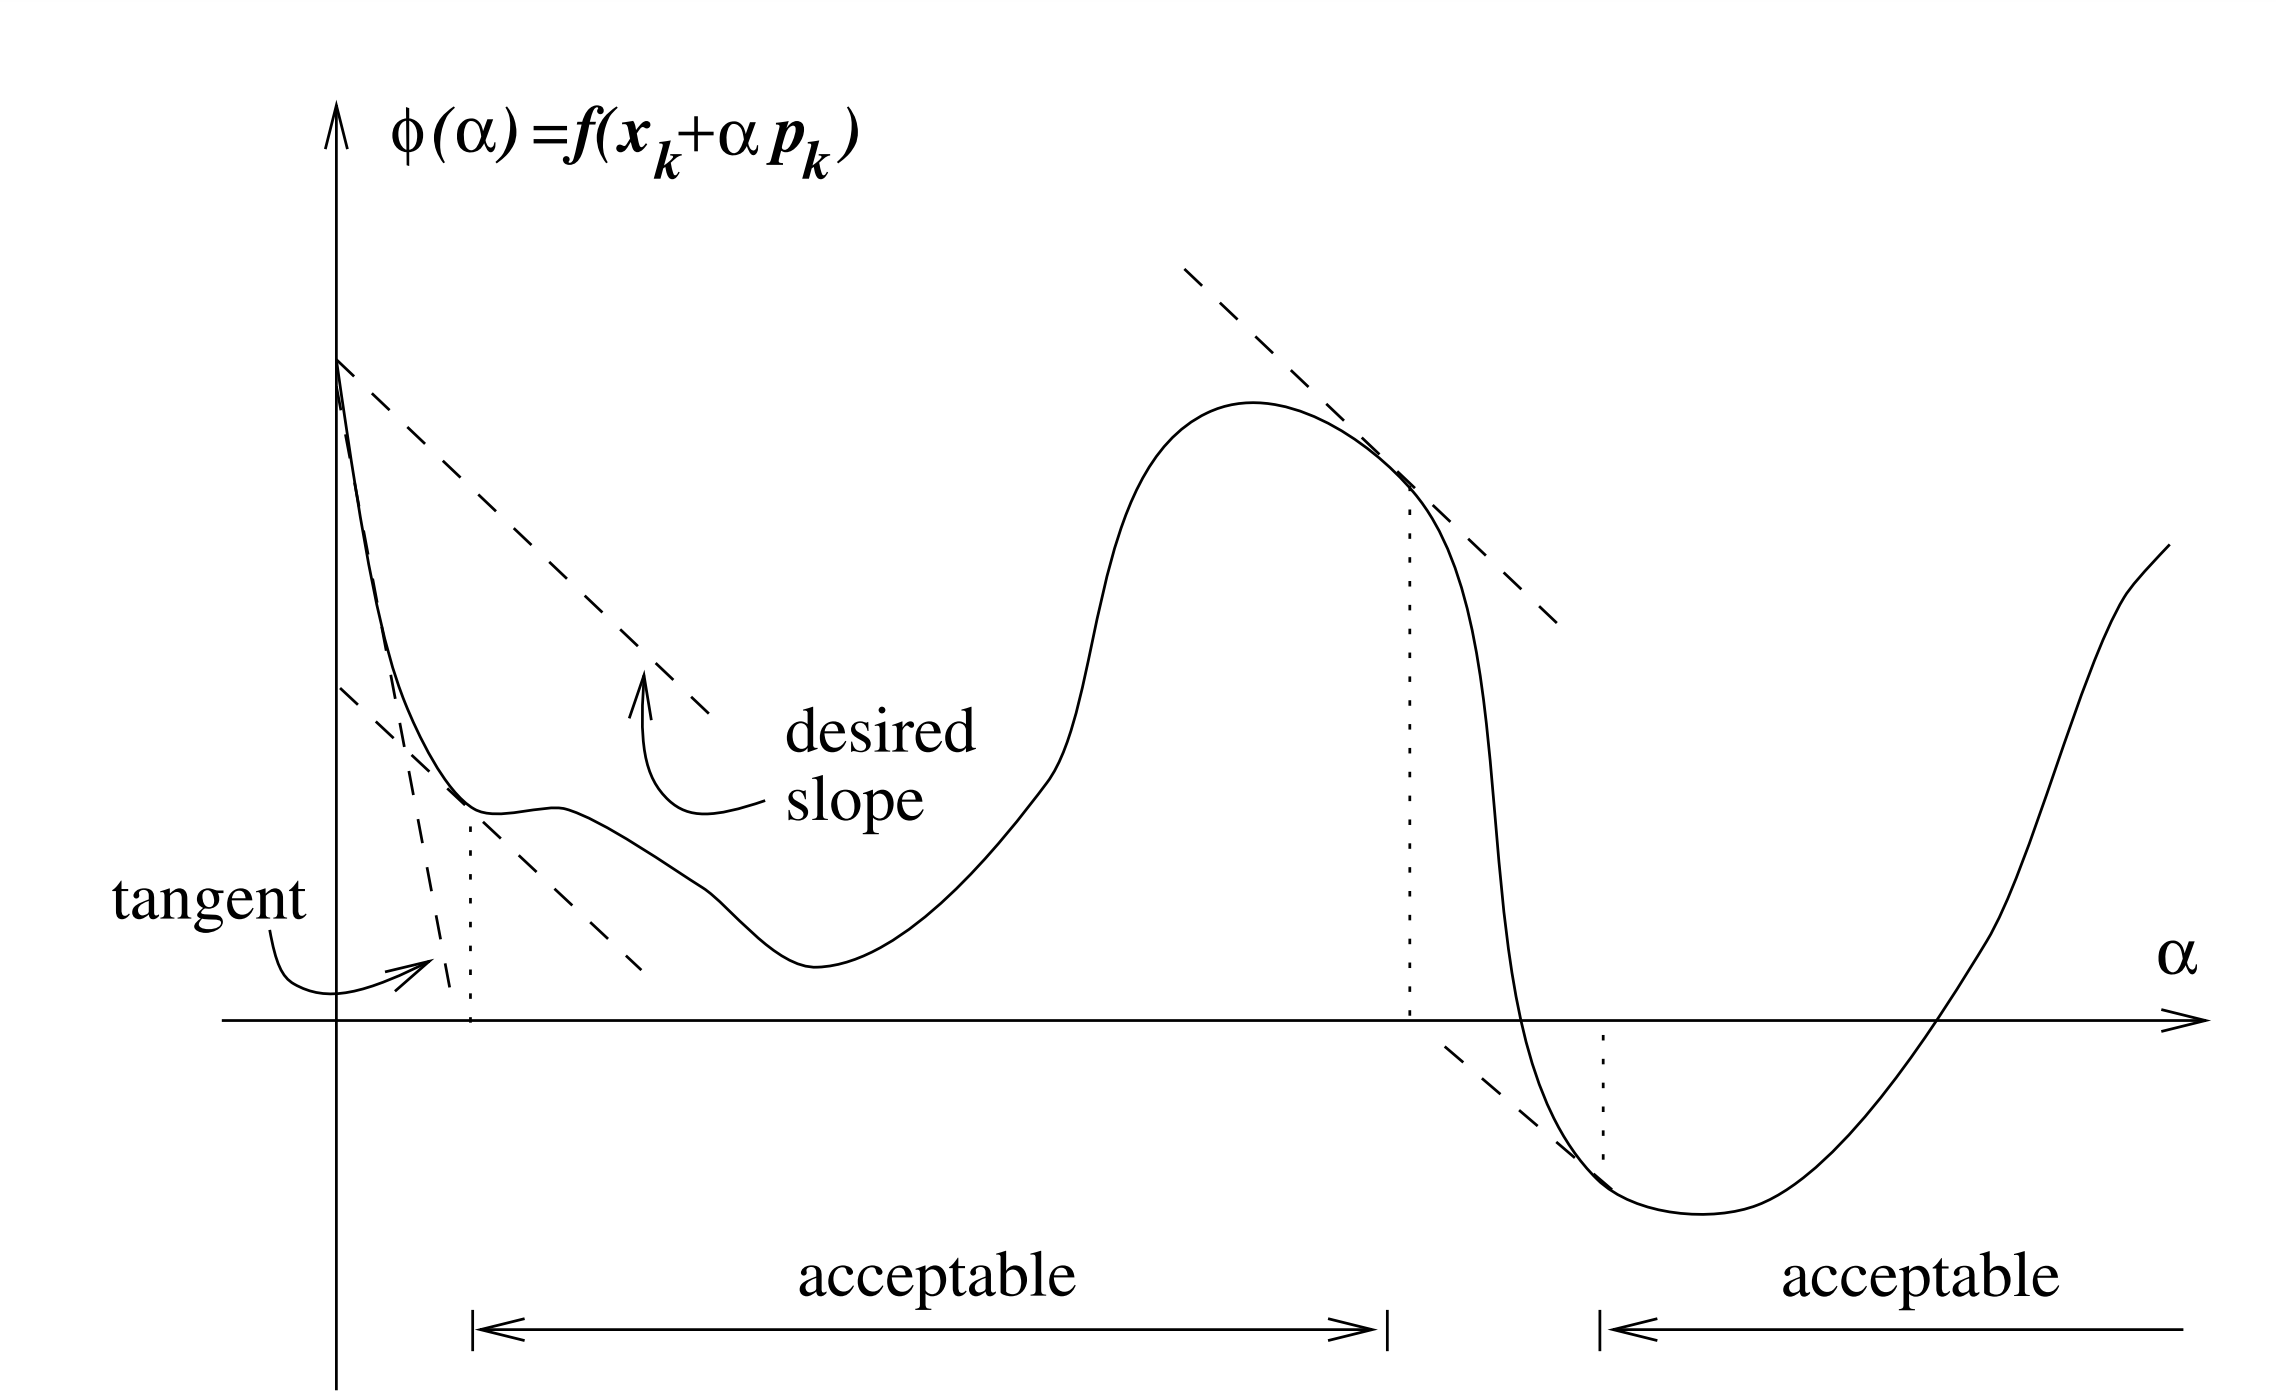 ϕ(α) =f(x_k+α p_k)
desired
slope
tangent
α
acceptable
acceptable